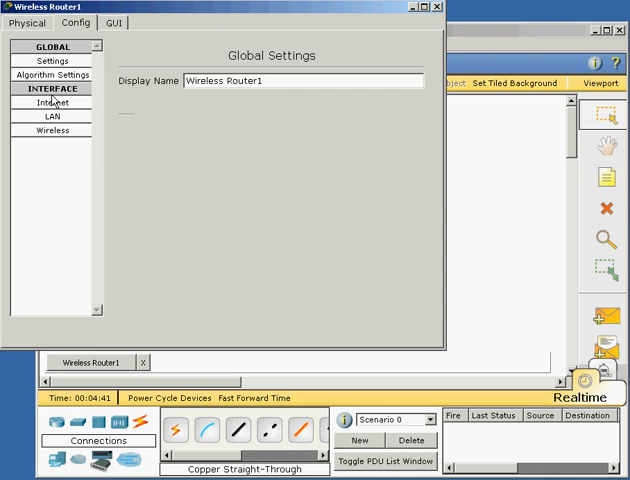 Wireless Router1
Physical Config GUI
GLOBAL
Settings
Algorithm Settings
INTERFACE
Internet
LAN
Wireless
Global Settings
Display Name Wireless Router1
bject Set Tiled Background Viewport
Wireless Router1 X
Time: 00:04:41 Power Cycle Devices Fast Forward Time
Realtime
Connections
Copper Straight-Through
Scenario 0
New Delete
Toggle PDU List Window
Fire Last Status Source Destination